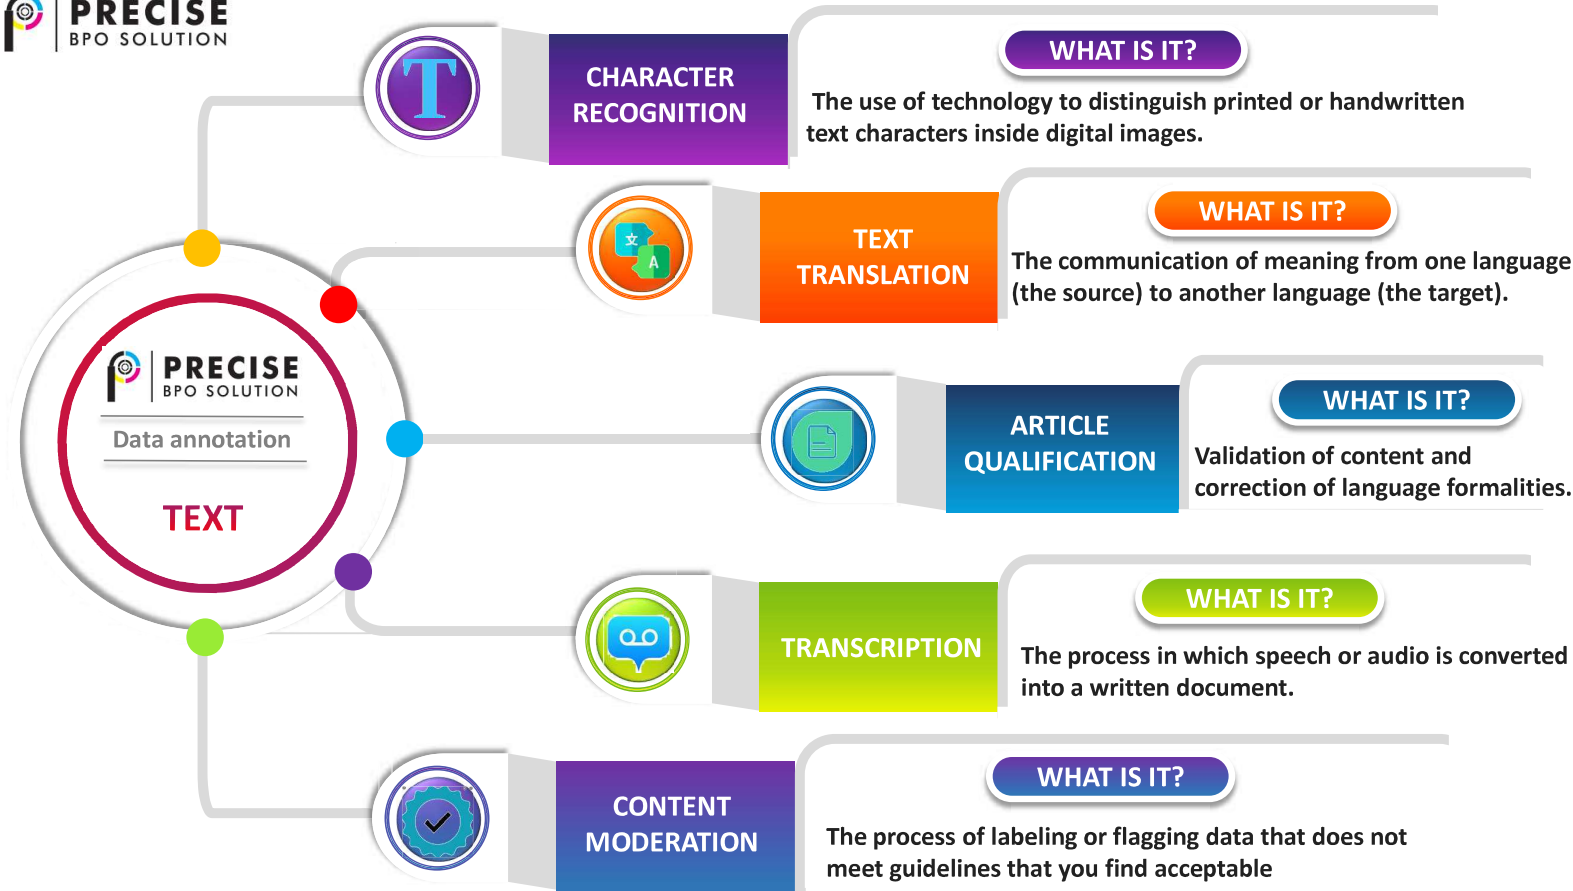 PRECISE
BPO SOLUTION
CHARACTER
RECOGNITION
WHAT IS IT?
The use of technology to distinguish printed or handwritten
text characters inside digital images.
TEXT
TRANSLATION
WHAT IS IT?
The communication of meaning from one language
(the source) to another language (the target).
文
A
T
PRECISE
BPO SOLUTION
Data annotation
TEXT
ARTICLE
QUALIFICATION
WHAT IS IT?
Validation of content and
correction of language formalities.
TRANSCRIPTION
WHAT IS IT?
The process in which speech or audio is converted
into a written document.
CONTENT
MODERATION
WHAT IS IT?
The process of labeling or flagging data that does not
meet guidelines that you find acceptable